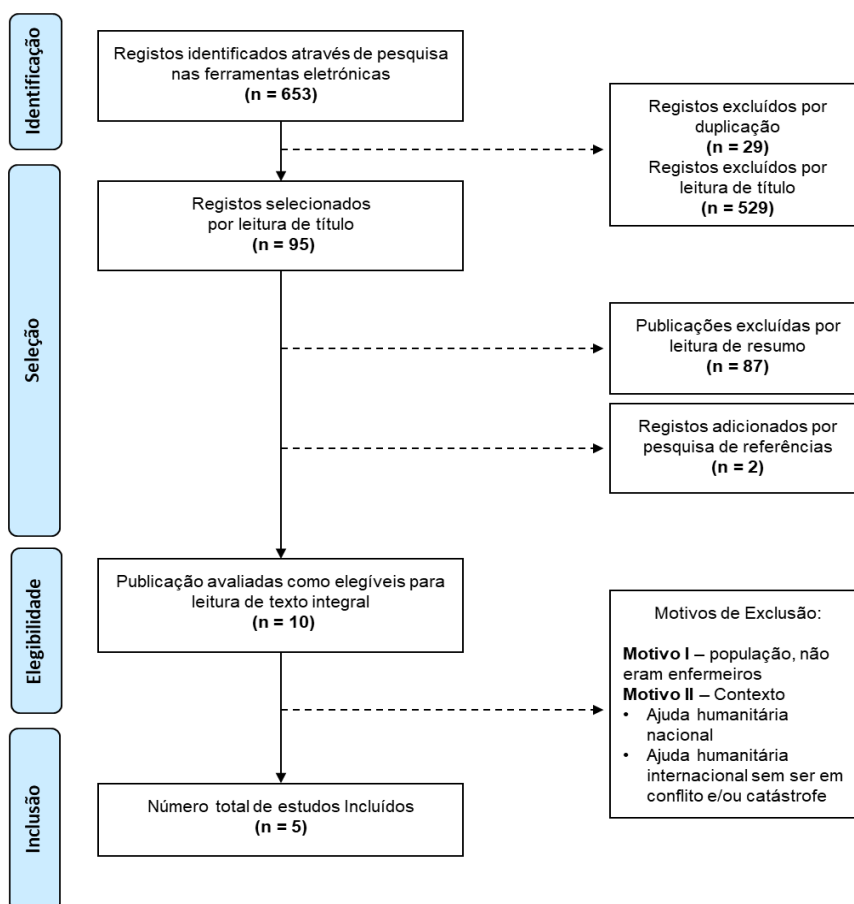 Identificação
Registos identificados através de pesquisa
nas ferramentas eletrónicas
(n = 653)
Registos excluídos por
duplicação
(n = 29)
Registos excluídos por
leitura de título
(n = 529)
Seleção
Registos selecionados
por leitura de título
(n = 95)
Publicações excluídas por
leitura de resumo
(n = 87)
Registos adicionados por
pesquisa de referências
(n = 2)
Elegibilidade
Publicação avaliadas como elegíveis para
leitura de texto integral
(n = 10)
Motivos de Exclusão:
Motivo I – população, não
eram enfermeiros
Motivo II – Contexto
• Ajuda humanitária
nacional
• Ajuda humanitária
internacional sem ser em
conflito e/ou catástrofe
Inclusão
Número total de estudos Incluídos
(n = 5)